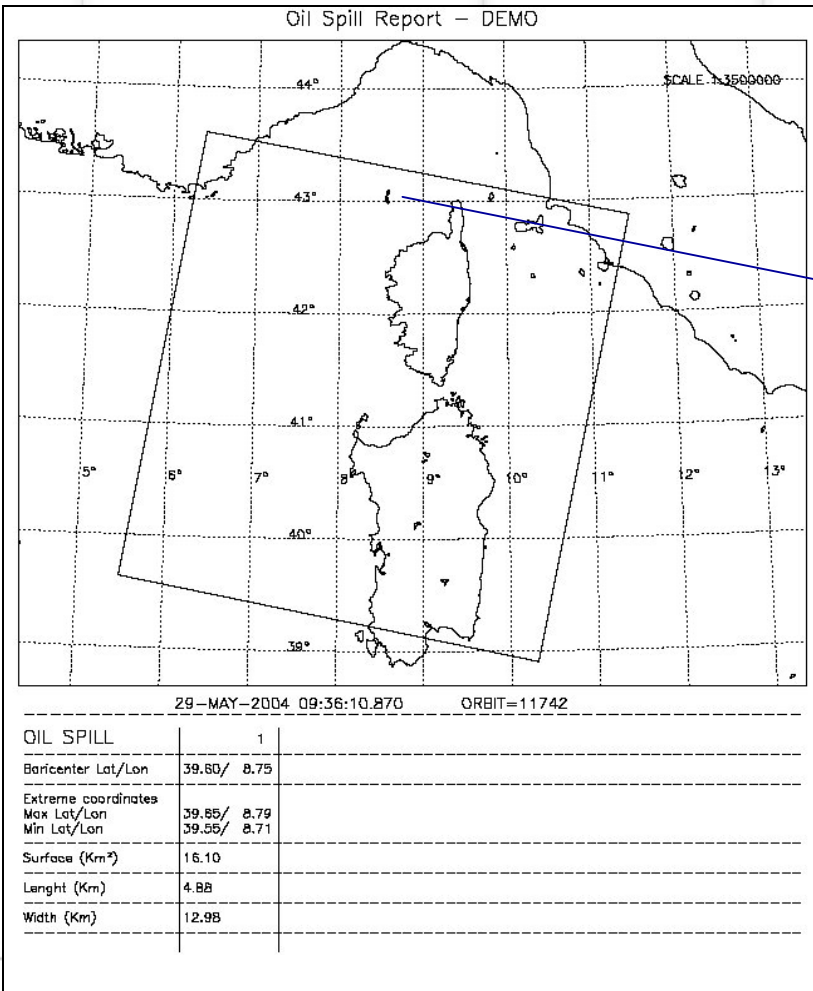 Oil Spill Report - DEMO
SCALE 1:3500000
44°
43°
42°
41°
5° 6° 7° 8° 9° 10° 11° 12° 13°
40°
39°
29-MAY-2004 09:36:10.870 ORBIT=11742
OIL SPILL 1
Baricenter Lat/Lon 39.60/ 8.75
Extreme coordinates
Max Lat/Lon 39.65/ 8.79
Min Lat/Lon 39.55/ 8.71
Surface (Km²) 16.10
Lenght (Km) 4.88
Width (Km) 12.98